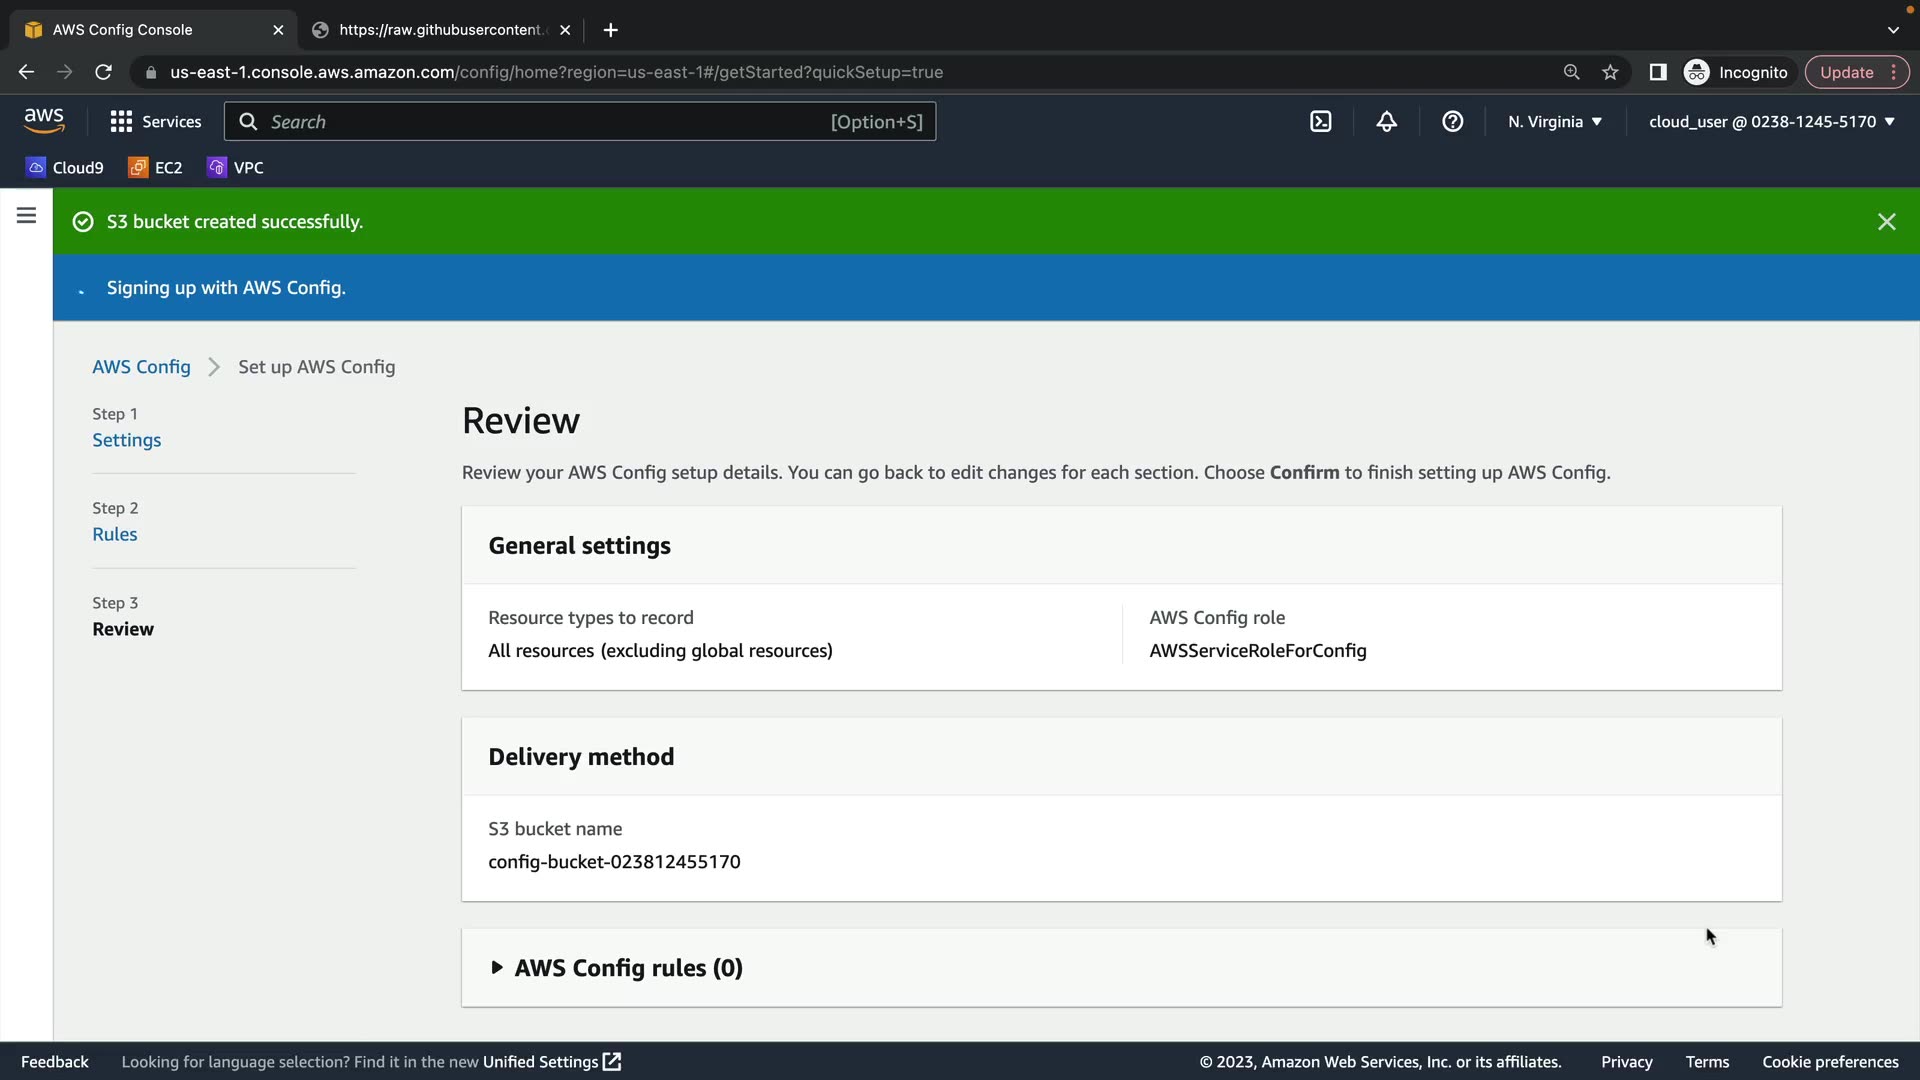 AWS Config Console
https://raw.githubusercontent.
us-east-1.console.aws.amazon.com/config/home?region=us-east-1#/getStarted?quickSetup=true
Incognito
Update
aws
Services
Search
[Option+S]
N. Virginia
cloud_user @ 0238-1245-5170
Cloud9
EC2
VPC
S3 bucket created successfully.
Signing up with AWS Config.
AWS Config
Set up AWS Config
Step 1
Settings
Step 2
Rules
Step 3
Review
Review
Review your AWS Config setup details. You can go back to edit changes for each section. Choose Confirm to finish setting up AWS Config.
General settings
Resource types to record
All resources (excluding global resources)
AWS Config role
AWSServiceRoleForConfig
Delivery method
S3 bucket name
config-bucket-023812455170
AWS Config rules (0)
Feedback
Looking for language selection? Find it in the new Unified Settings
© 2023, Amazon Web Services, Inc. or its affiliates.
Privacy
Terms
Cookie preferences